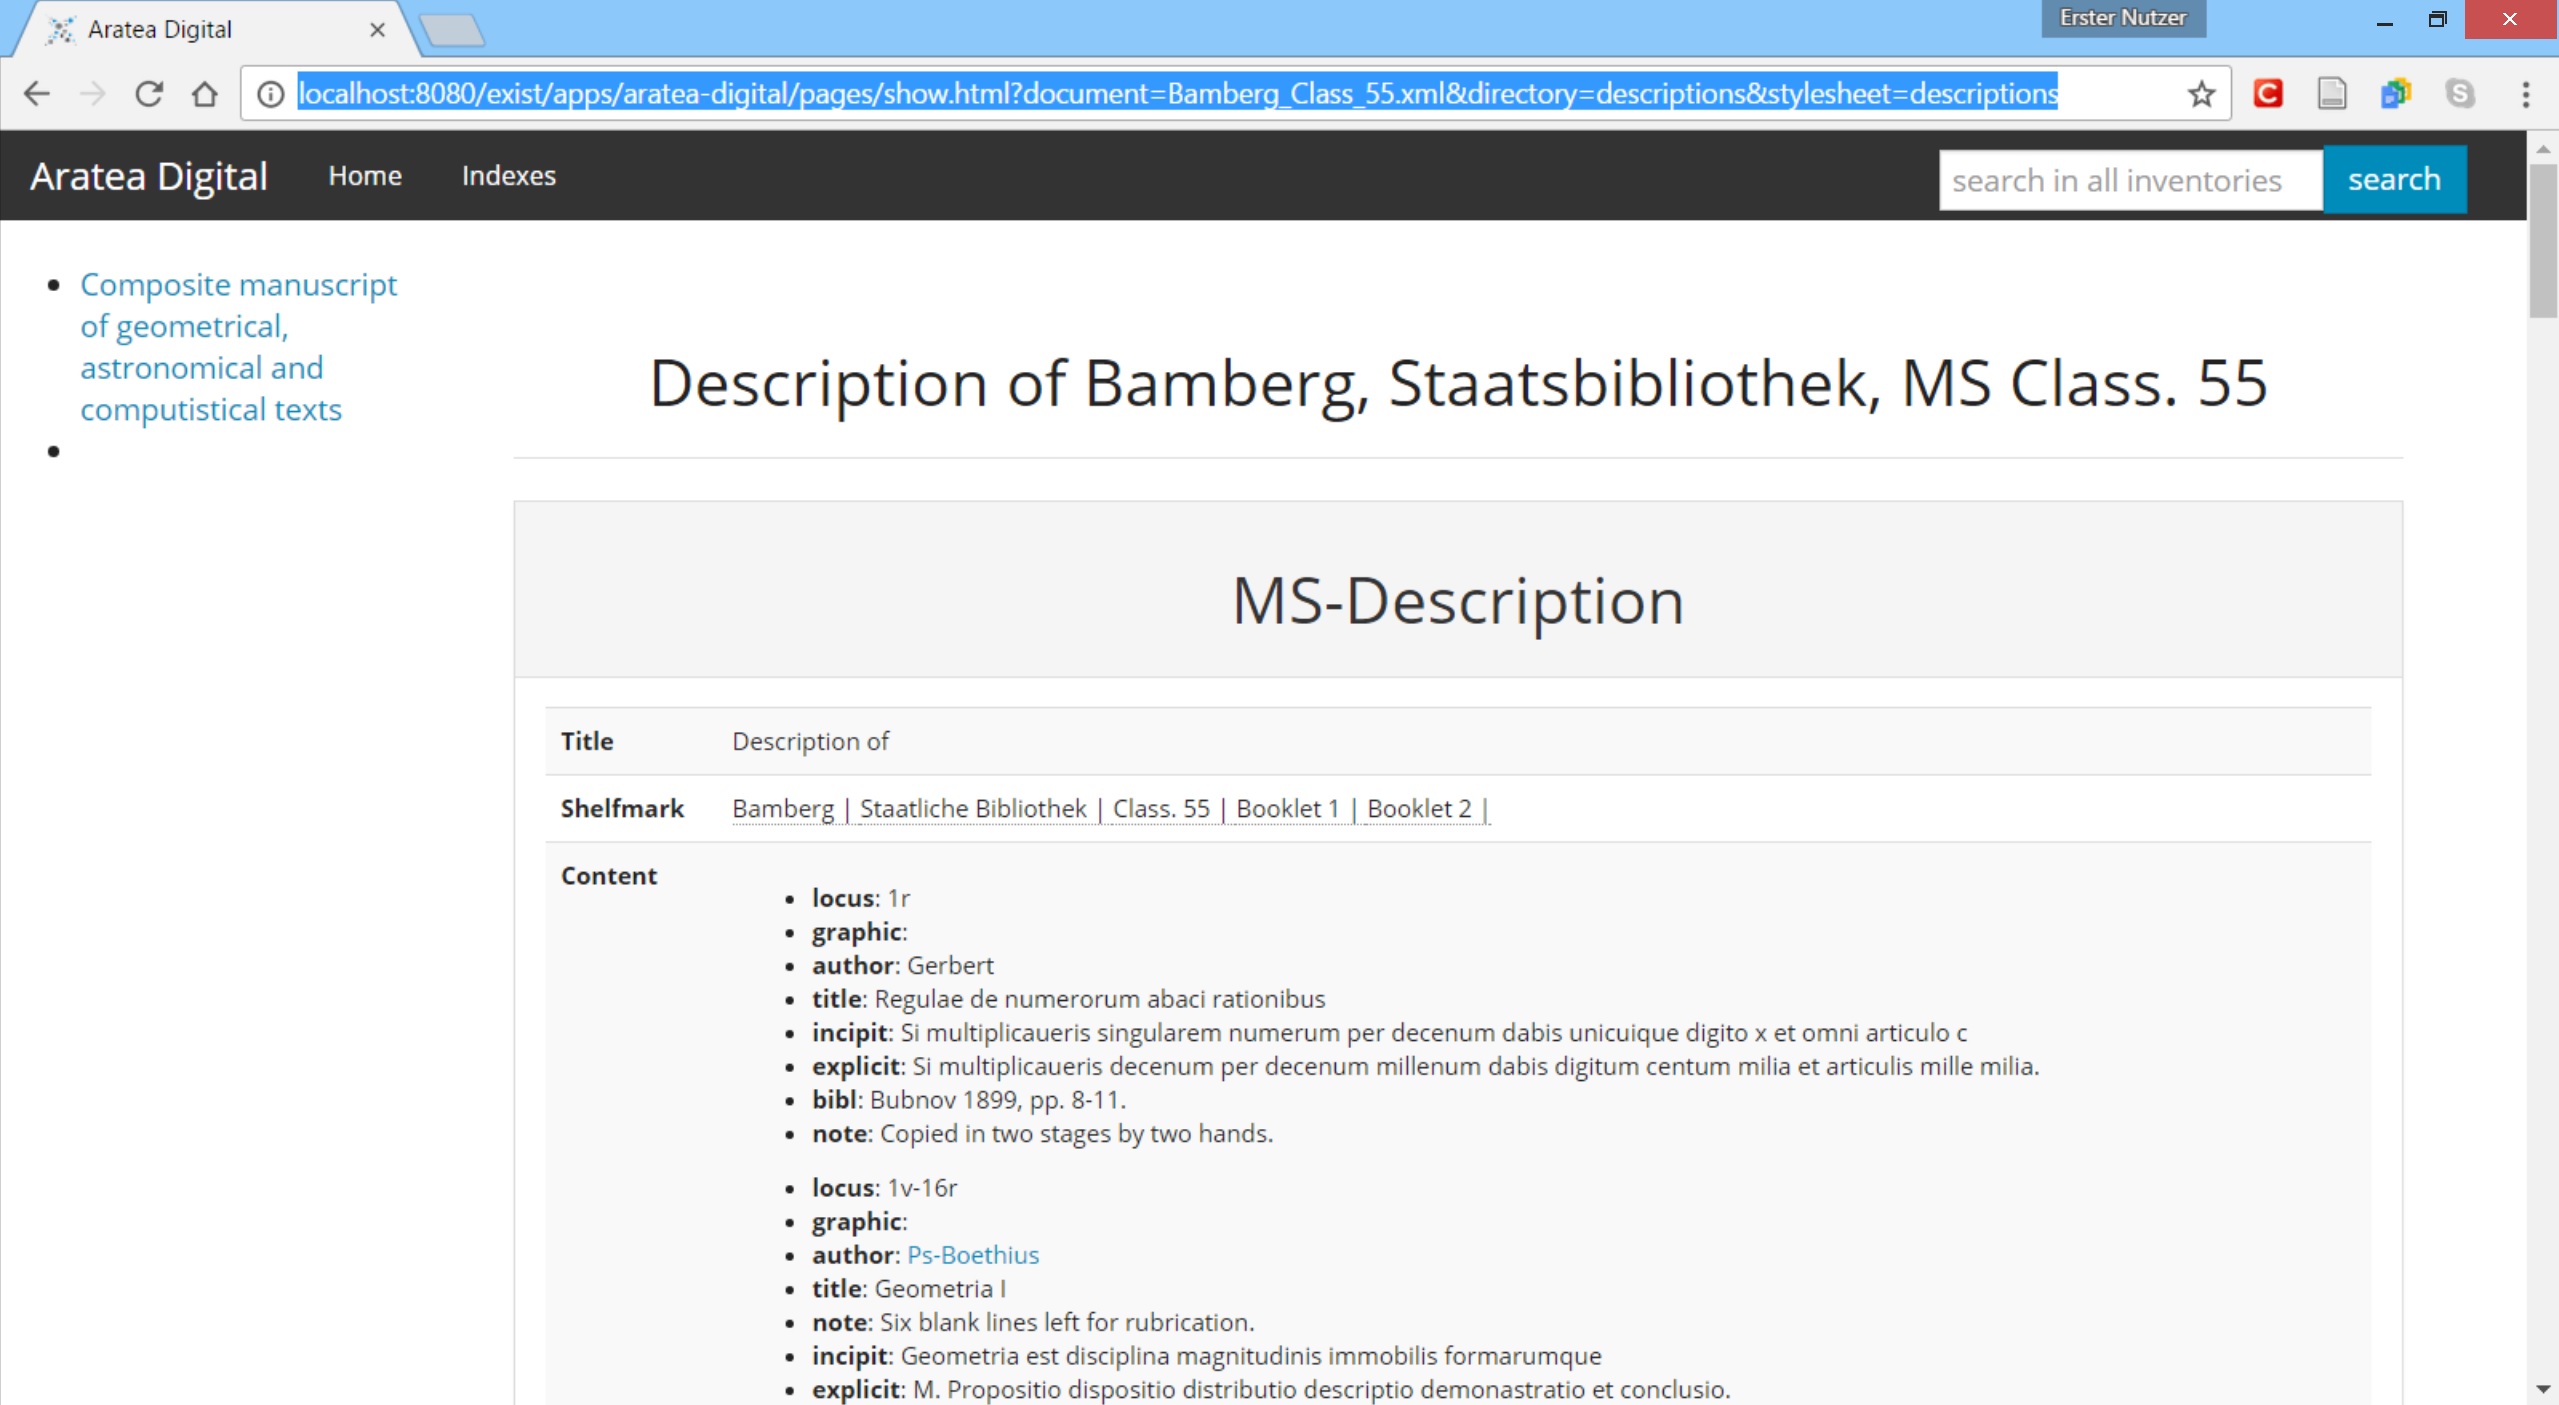 Aratea Digital
Erster Nutzer
localhost:8080/exist/apps/aratea-digital/pages/show.html?document=Bamberg_Class_55.xml&directory=descriptions&stylesheet=descriptions
Aratea Digital Home Indexes search in all inventories search
Composite manuscript
of geometrical,
astronomical and
computistical texts
Description of Bamberg, Staatsbibliothek, MS Class. 55
MS-Description
Title Description of
Shelfmark Bamberg | Staatliche Bibliothek | Class. 55 | Booklet 1 | Booklet 2 |
Content
• locus: 1r
• graphic:
• author: Gerbert
• title: Regulae de numerorum abaci rationibus
• incipit: Si multiplicaueris singularem numerum per decenum dabis unicuique digito x et omni articulo c
• explicit: Si multiplicaueris decenum per decenum millenum dabis digitum centum milia et articulis mille milia.
• bibl: Bubnov 1899, pp. 8-11.
• note: Copied in two stages by two hands.
• locus: 1v-16r
• graphic:
• author: Ps-Boethius
• title: Geometria I
• note: Six blank lines left for rubrication.
• incipit: Geometria est disciplina magnitudinis immobilis formarumque
• explicit: M. Propositio dispositio distributio descriptio demonastratio et conclusio.